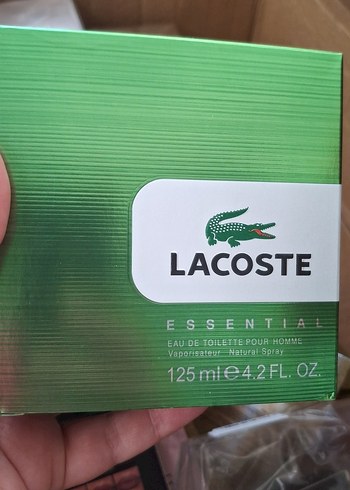 LACOSTE
ESSENTIAL
EAU DE TOILETTE POUR HOMME
Vaporisateur Natural Spray
125 ml ℮ 4.2 FL. OZ.